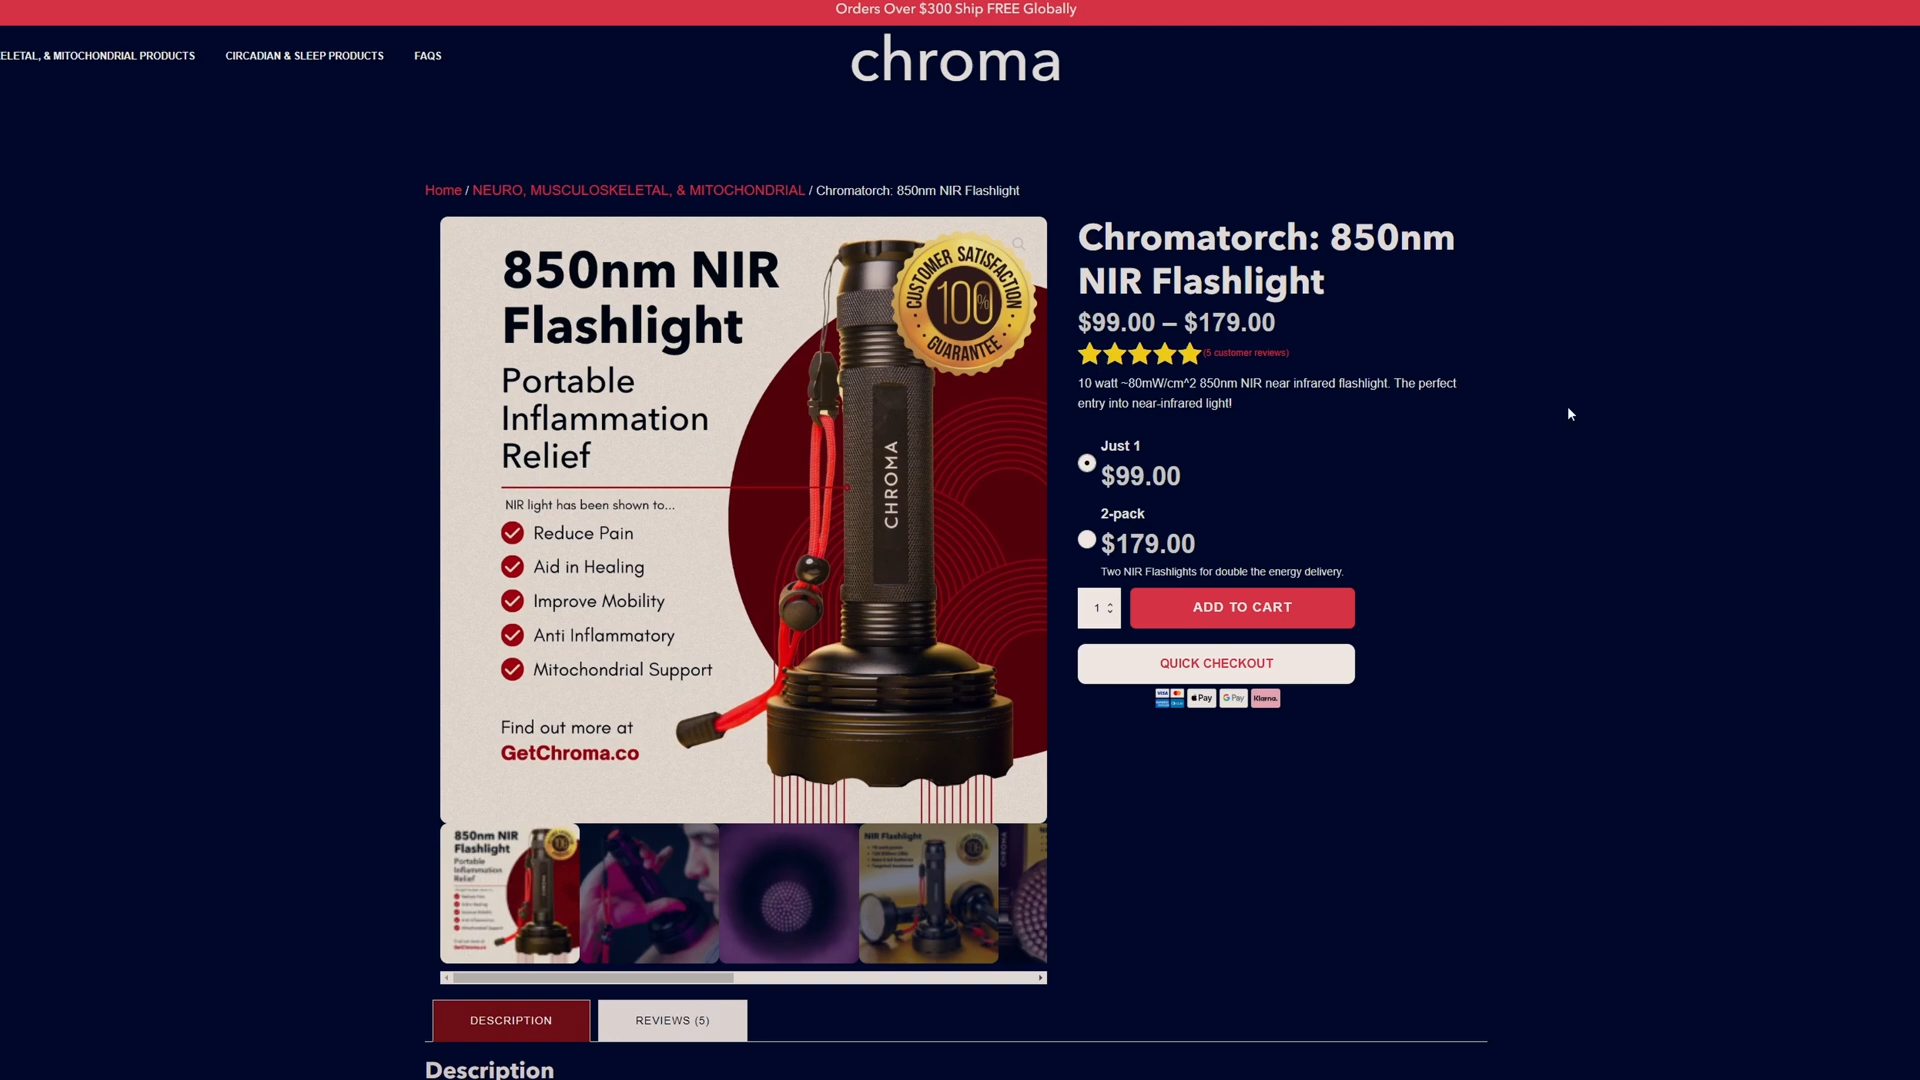 Orders Over $300 Ship FREE Globally
ELETAL, & MITOCHONDRIAL PRODUCTS
CIRCADIAN & SLEEP PRODUCTS
FAQS
chroma
Home / NEURO, MUSCULOSKELETAL, & MITOCHONDRIAL / Chromatorch: 850nm NIR Flashlight
850nm NIR
Flashlight
Portable
Inflammation
Relief
NIR light has been shown to...
Reduce Pain
Aid in Healing
Improve Mobility
Anti Inflammatory
Mitochondrial Support
Find out more at
GetChroma.co
CUSTOMER SATISFACTION
100%
GUARANTEE
CHROMA
Chromatorch: 850nm
NIR Flashlight
$99.00 – $179.00
(5 customer reviews)
10 watt ~80mW/cm^2 850nm NIR near infrared flashlight. The perfect
entry into near-infrared light!
Just 1
$99.00
2-pack
$179.00
Two NIR Flashlights for double the energy delivery.
1
ADD TO CART
QUICK CHECKOUT
VISA
Pay
G Pay
Klarna.
850nm NIR
Flashlight
Portable
Inflammation
Relief
NIR Flashlight
CHROMA
DESCRIPTION
REVIEWS (5)
Description